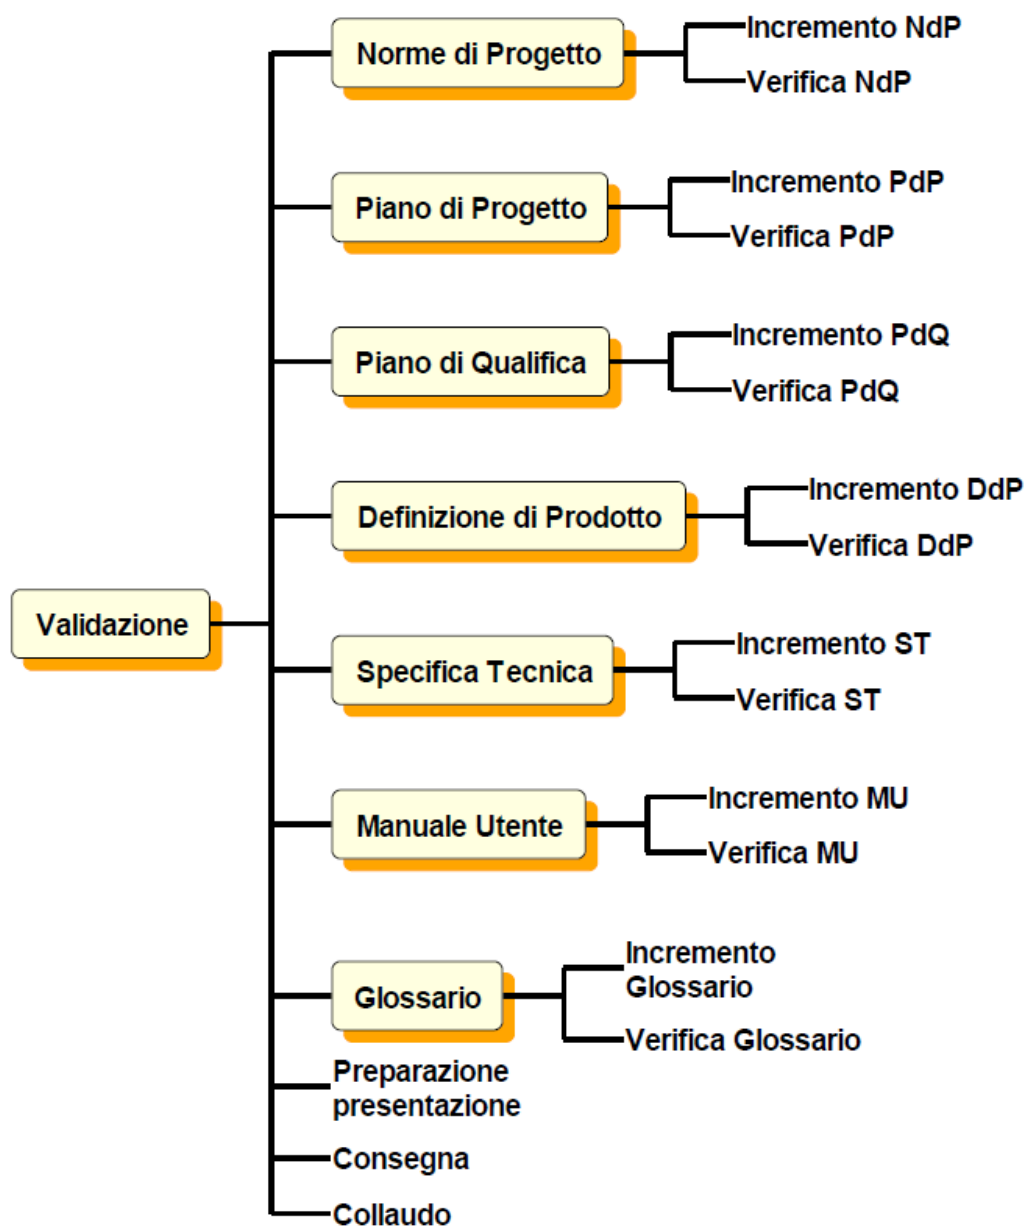 Validazione
Norme di Progetto
Incremento NdP
Verifica NdP
Piano di Progetto
Incremento PdP
Verifica PdP
Piano di Qualifica
Incremento PdQ
Verifica PdQ
Definizione di Prodotto
Incremento DdP
Verifica DdP
Specifica Tecnica
Incremento ST
Verifica ST
Manuale Utente
Incremento MU
Verifica MU
Glossario
Incremento
Glossario
Verifica Glossario
Preparazione
presentazione
Consegna
Collaudo